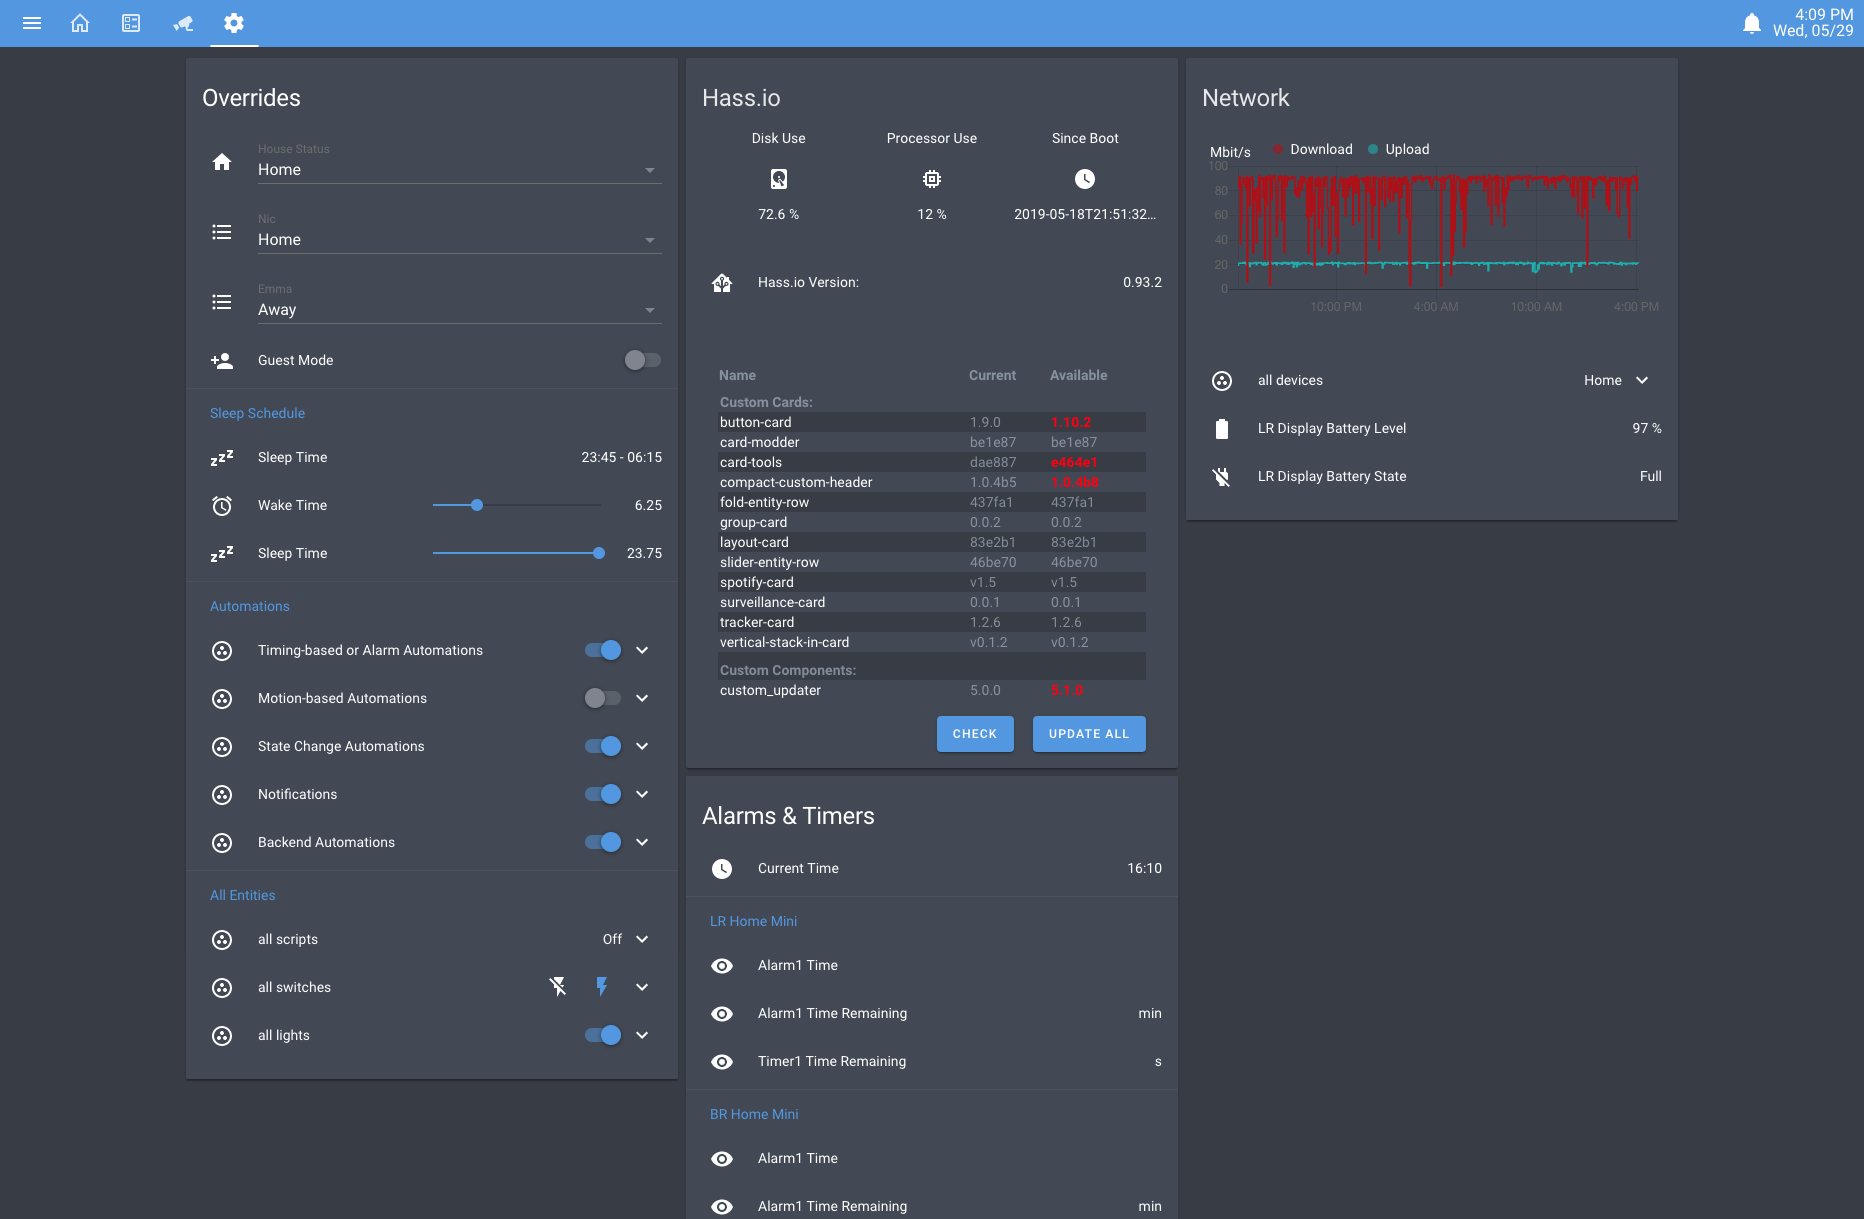 4:09 PM
Wed, 05/29
Overrides
House Status
Home
Nic
Home
Emma
Away
Guest Mode
Sleep Schedule
Sleep Time 23:45 - 06:15
Wake Time 6.25
Sleep Time 23.75
Automations
Timing-based or Alarm Automations
Motion-based Automations
State Change Automations
Notifications
Backend Automations
All Entities
all scripts Off
all switches
all lights
Hass.io
Disk Use Processor Use Since Boot
72.6 % 12 % 2019-05-18T21:51:32...
Hass.io Version: 0.93.2
Name Current Available
Custom Cards:
button-card 1.9.0 1.10.2
card-modder be1e87 be1e87
card-tools dae887 e464e1
compact-custom-header 1.0.4b5 1.0.4b8
fold-entity-row 437fa1 437fa1
group-card 0.0.2 0.0.2
layout-card 83e2b1 83e2b1
slider-entity-row 46be70 46be70
spotify-card v1.5 v1.5
surveillance-card 0.0.1 0.0.1
tracker-card 1.2.6 1.2.6
vertical-stack-in-card v0.1.2 v0.1.2
Custom Components:
custom_updater 5.0.0 5.1.0
CHECK UPDATE ALL
Alarms & Timers
Current Time 16:10
LR Home Mini
Alarm1 Time
Alarm1 Time Remaining min
Timer1 Time Remaining s
BR Home Mini
Alarm1 Time
Alarm1 Time Remaining min
Network
Mbit/s Download Upload
100
80
60
40
20
0
10:00 PM 4:00 AM 10:00 AM 4:00 PM
all devices Home
LR Display Battery Level 97 %
LR Display Battery State Full